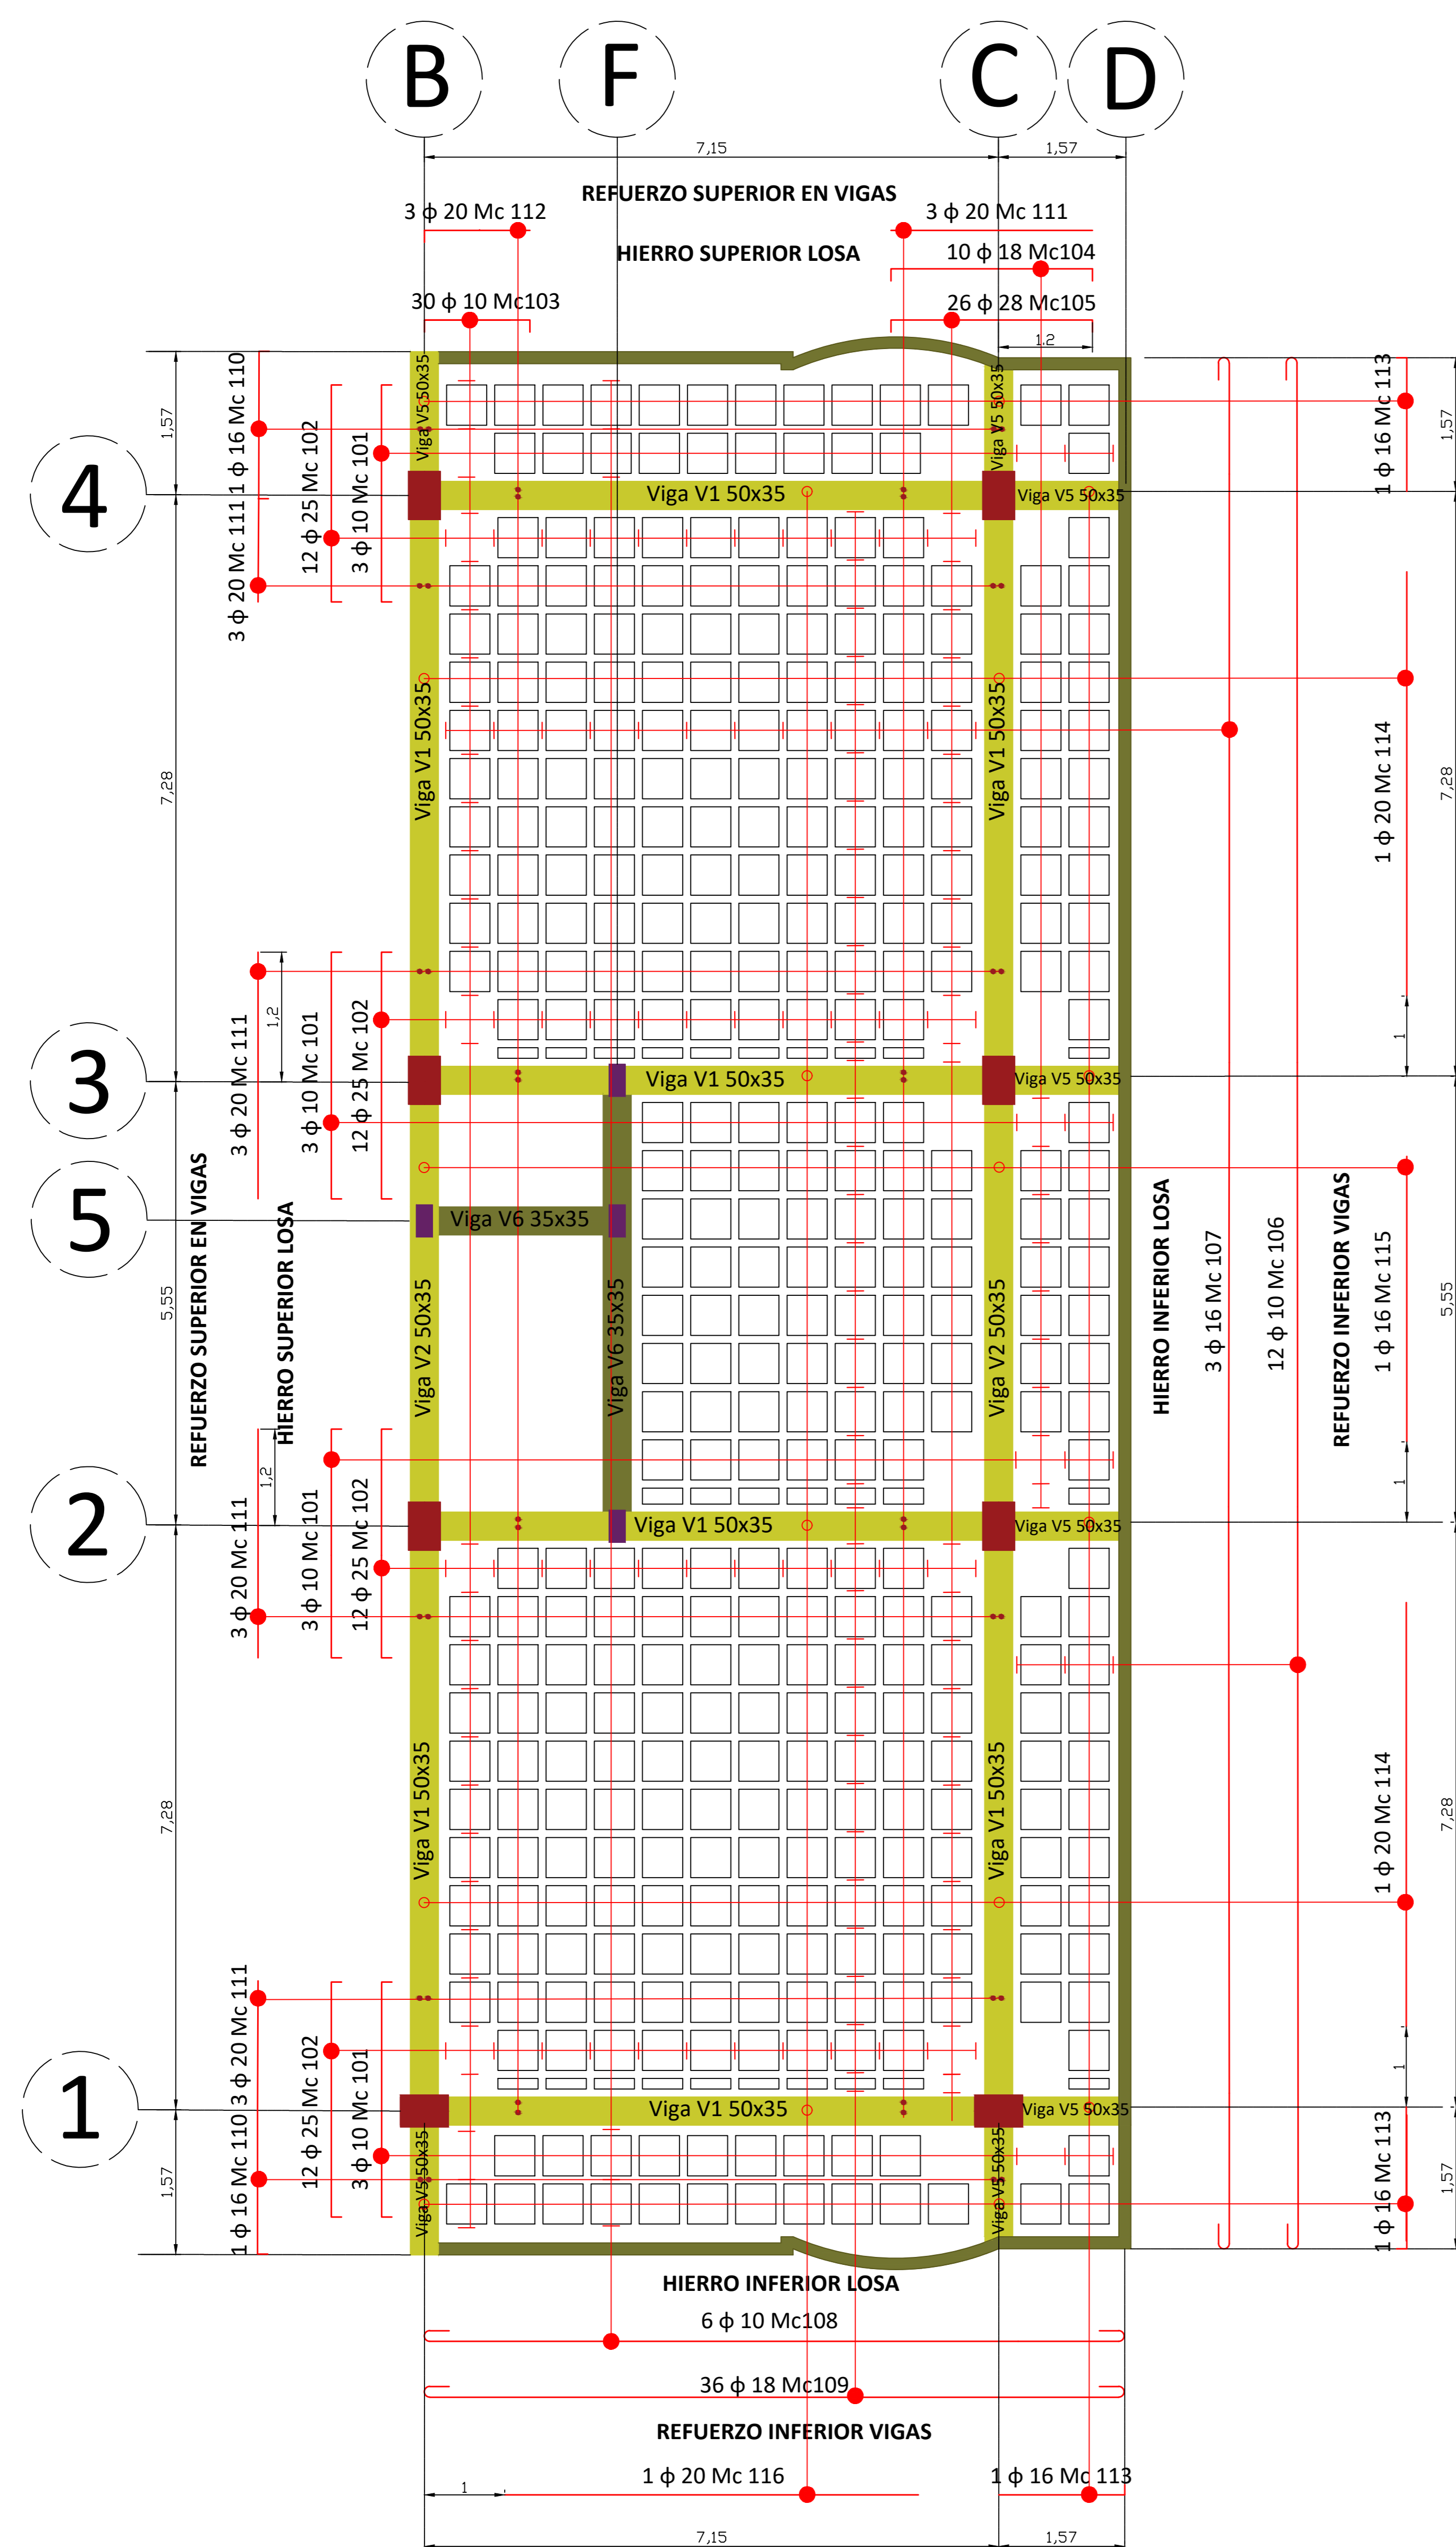 B
F
C
D
7,15
1,57
REFUERZO SUPERIOR EN VIGAS
3 ф 20 Mc 112
3 ф 20 Mc 111
HIERRO SUPERIOR LOSA
10 ф 18 Mc104
30 ф 10 Mc103
26 ф 28 Mc105
1.2
1,57
1 ф 16 Mc 110
12 ф 25 Mc 102
3 ф 10 Mc 101
Viga V5 50x35
Viga V5 50x35
1 ф 16 Mc 113
1,57
4
Viga V1 50x35
Viga V5 50x35
3 ф 20 Mc 111
7,28
Viga V1 50x35
Viga V1 50x35
1 ф 20 Mc 114
7,28
3 ф 20 Mc 111
1,2
3 ф 10 Mc 101
12 ф 25 Mc 102
1
3
Viga V1 50x35
Viga V5 50x35
5
Viga V6 35x35
REFUERZO SUPERIOR EN VIGAS
HIERRO SUPERIOR LOSA
5,55
Viga V2 50x35
Viga V6 35x35
Viga V2 50x35
HIERRO INFERIOR LOSA
3 ф 16 Mc 107
12 ф 10 Mc 106
REFUERZO INFERIOR VIGAS
1 ф 16 Mc 115
5,55
1,2
1
2
Viga V1 50x35
Viga V5 50x35
3 ф 20 Mc 111
3 ф 10 Mc 101
12 ф 25 Mc 102
7,28
Viga V1 50x35
Viga V1 50x35
1 ф 20 Mc 114
7,28
3 ф 20 Mc 111
12 ф 25 Mc 102
3 ф 10 Mc 101
1
1
Viga V1 50x35
Viga V5 50x35
1,57
1 ф 16 Mc 110
Viga V5 50x35
Viga V5 50x35
1 ф 16 Mc 113
1,57
HIERRO INFERIOR LOSA
6 ф 10 Mc108
36 ф 18 Mc109
REFUERZO INFERIOR VIGAS
1
1 ф 20 Mc 116
1 ф 16 Mc 113
7,15
1,57